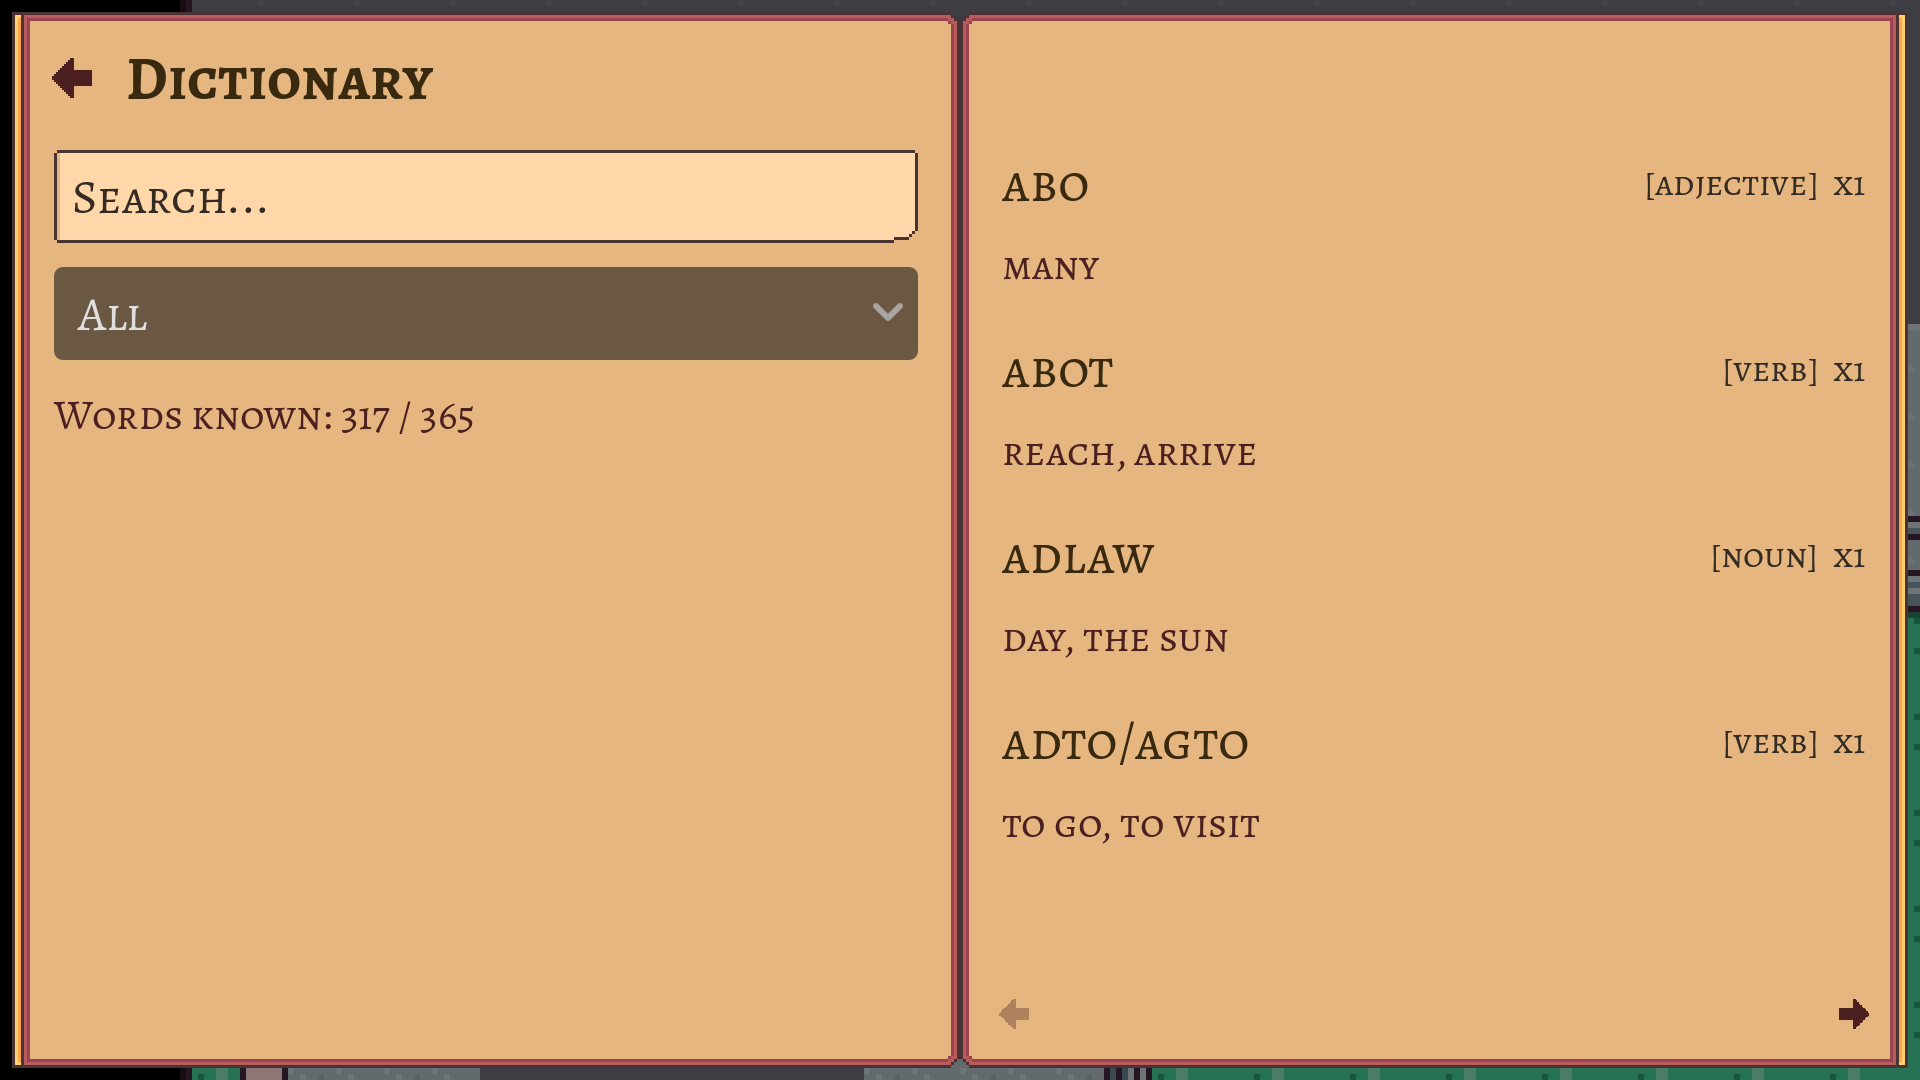 Dictionary
Search...
All
Words known: 317 / 365
ABO [ADJECTIVE] X1
MANY
ABOT [VERB] X1
REACH, ARRIVE
ADLAW [NOUN] X1
DAY, THE SUN
ADTO/AGTO [VERB] X1
TO GO, TO VISIT